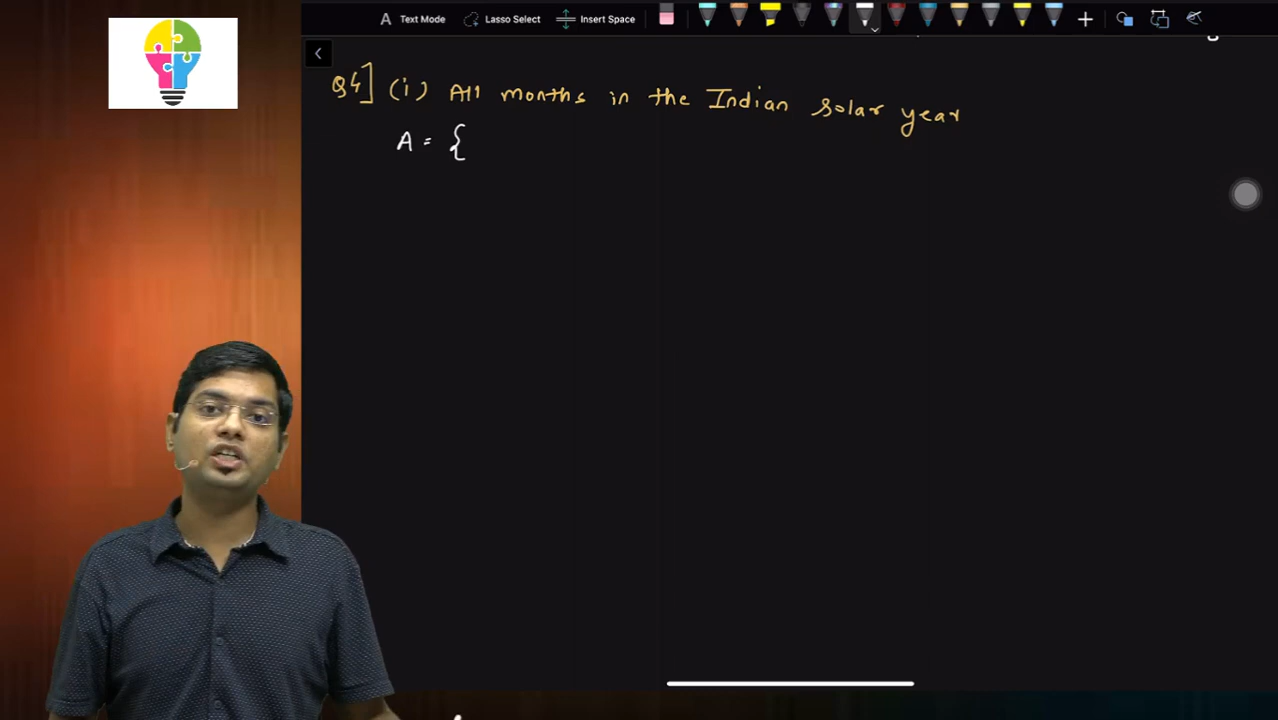 Text Mode
Lasso Select
Insert Space
Q4] (i) All months in the Indian solar year
A = {